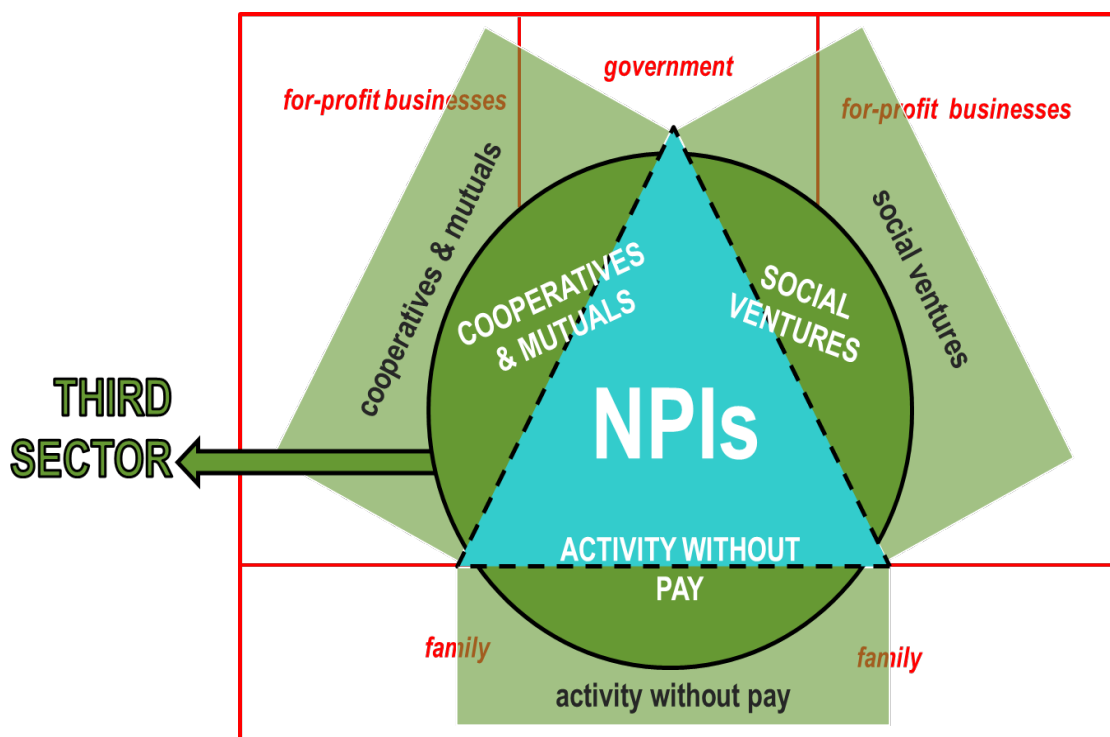 government
for-profit businesses
for-profit businesses
cooperatives & mutuals
social ventures
COOPERATIVES
& MUTUALS
SOCIAL
VENTURES
THIRD
SECTOR
NPIs
ACTIVITY WITHOUT
PAY
family
family
activity without pay